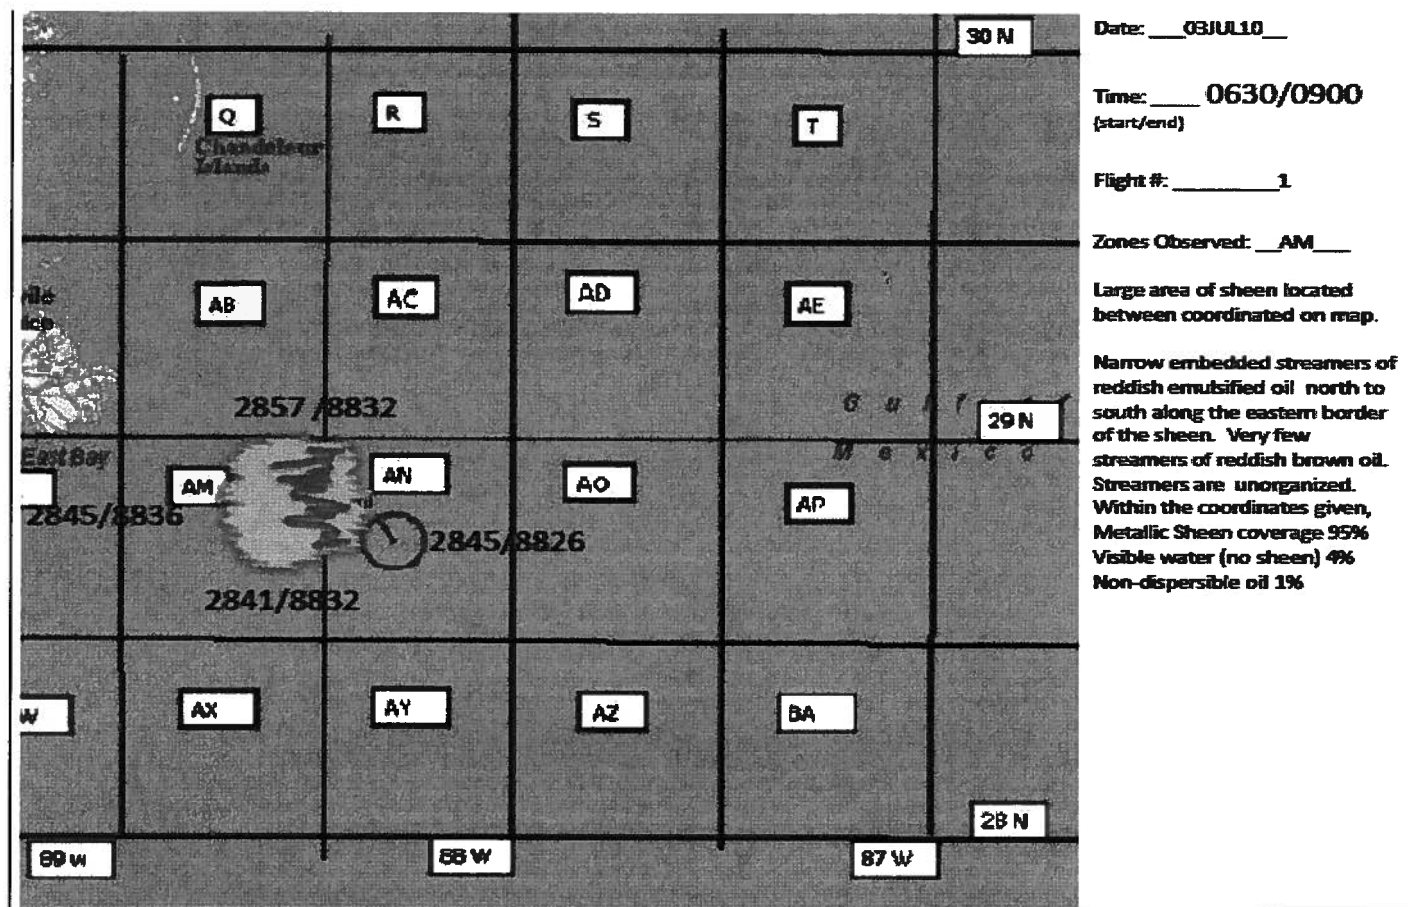 30 N
Q
R
S
T
Chandeleur
Islands
AB
AC
AD
AE
2857 /8832
G u l f
29 N
M e x i c o
East Bay
AM
AN
AO
AP
2845/8836
2845/8826
2841/8832
W
AX
AY
AZ
BA
28 N
89 W
88 W
87 W
Date: ___03JUL10__
Time: ____ 0630/0900
(start/end)
Flight #: _________1
Zones Observed: __AM___
Large area of sheen located
between coordinated on map.
Narrow embedded streamers of
reddish emulsified oil north to
south along the eastern border
of the sheen. Very few
streamers of reddish brown oil.
Streamers are unorganized.
Within the coordinates given,
Metallic Sheen coverage 95%
Visible water (no sheen) 4%
Non-dispersible oil 1%